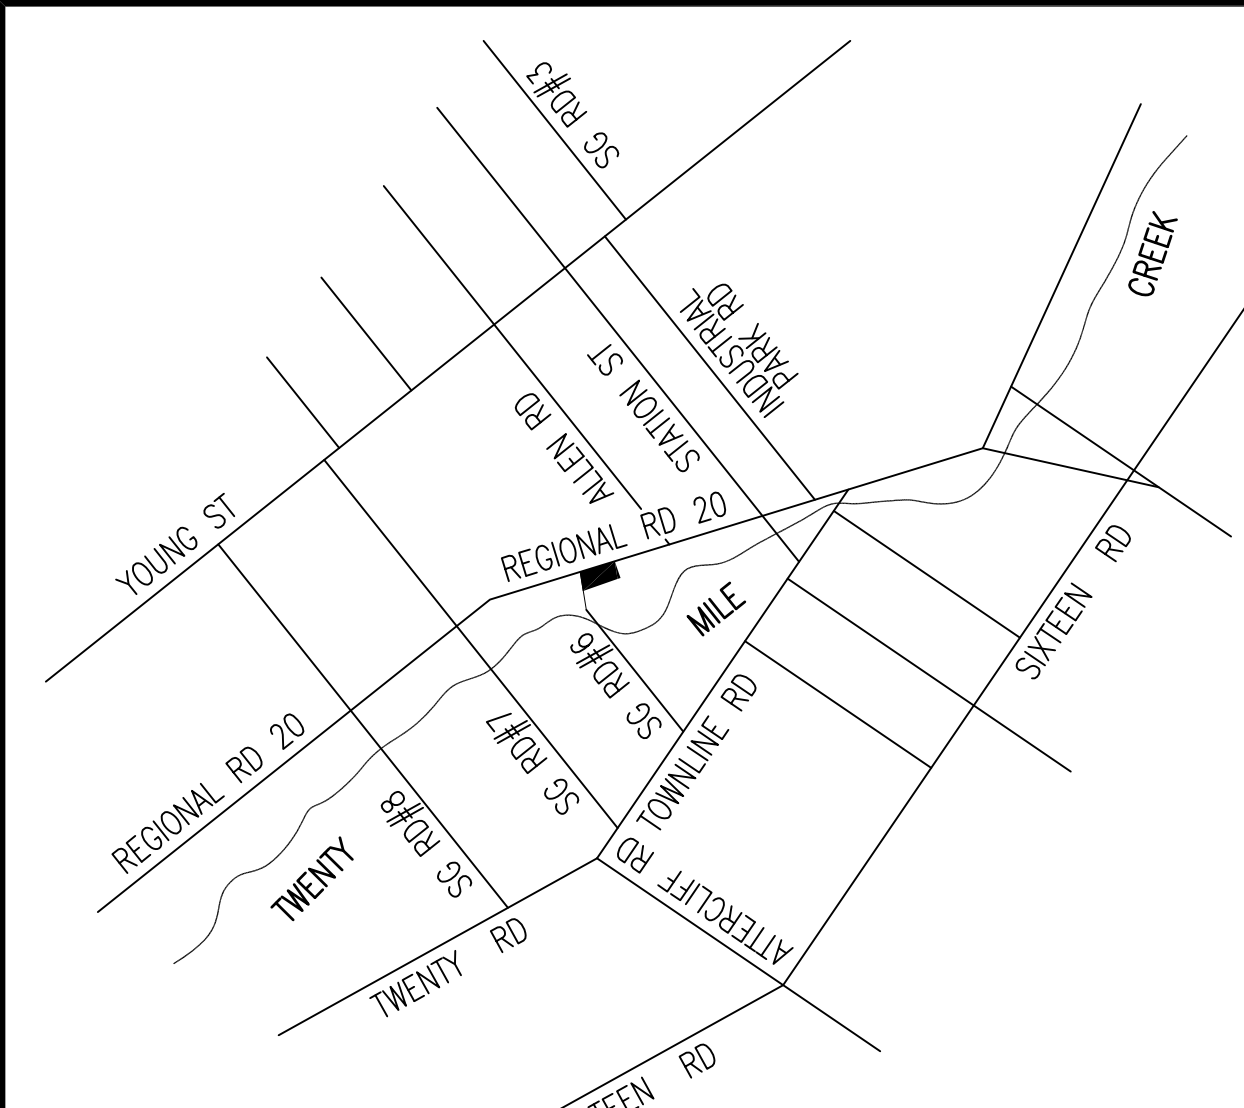 SG RD#3
CREEK
INDUSTRIAL
PARK RD
STATION ST
ALLEN RD
YOUNG ST
REGIONAL RD 20
MILE
SIXTEEN RD
SG RD#6
TOWNLINE RD
SG RD#7
REGIONAL RD 20
SG RD#8
TWENTY
ATTERCLIFF RD
TWENTY RD
TEEN RD